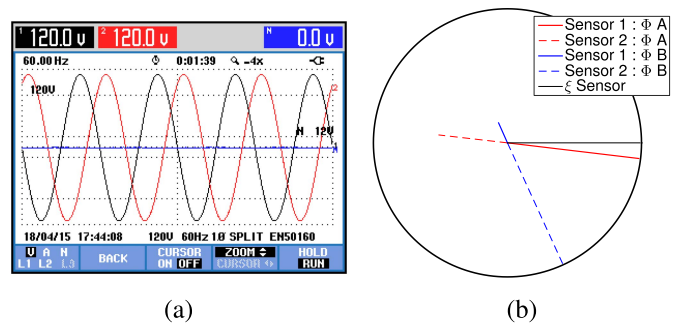 1 120.0 V 2 120.0 V N 0.0 V
60.00Hz 0:01:39 -4x
120V
N 12V
18/04/15 17:44:08 120V 60Hz 1Ø SPLIT EN50160
V A N
L1 L2 L3
BACK
CURSOR
ON OFF
ZOOM
CURSOR
HOLD
RUN
(a)
Sensor 1 : Φ A
Sensor 2 : Φ A
Sensor 1 : Φ B
Sensor 2 : Φ B
ξ Sensor
(b)